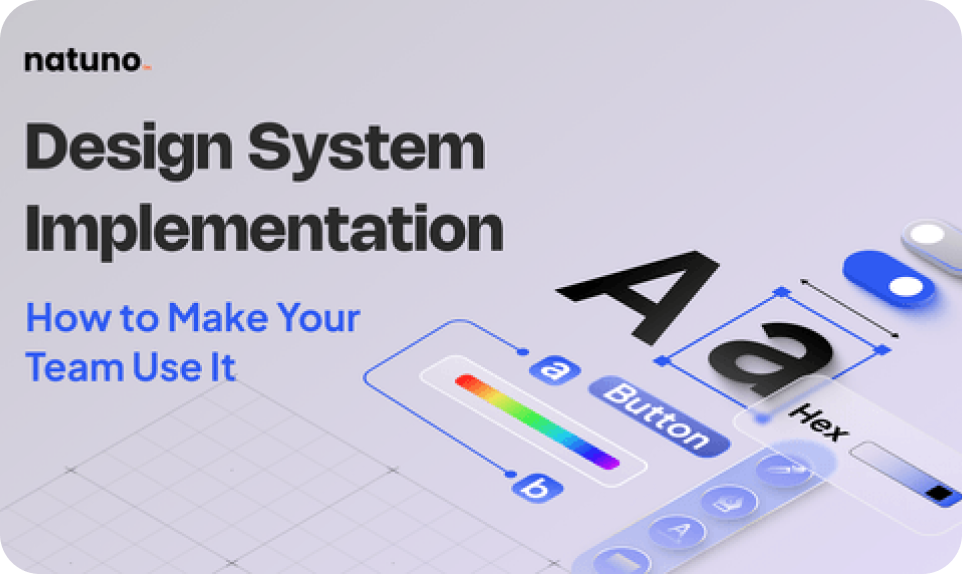 natuno
Design System
Implementation
How to Make Your
Team Use It
A a
a
Button
Hex
b
A